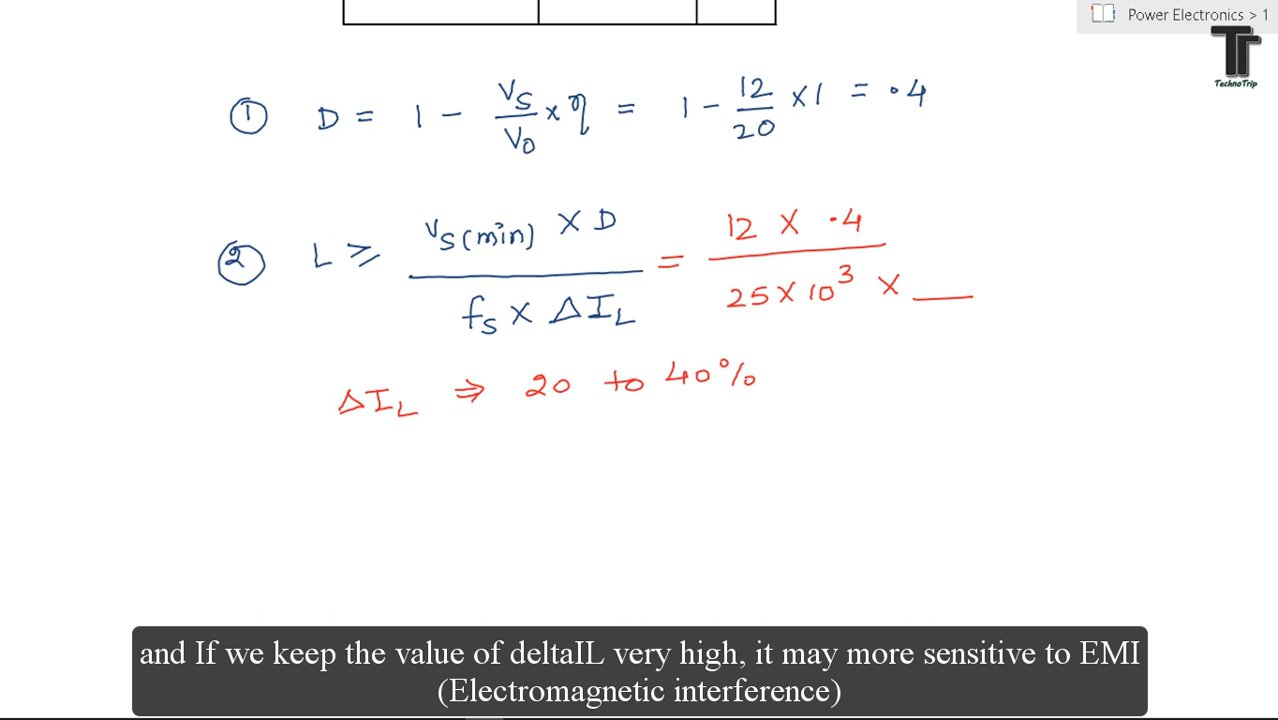 Power Electronics > 1
TechnoTrip
① D = 1 - Vs/Vo × η = 1 - 12/20 × 1 = .4
② L ≥ Vs(min) × D / fs × ΔIL = 12 × .4 / 25 × 10³ × __
ΔIL ⇒ 20 to 40%
and If we keep the value of deltaIL very high, it may more sensitive to EMI
(Electromagnetic interference)